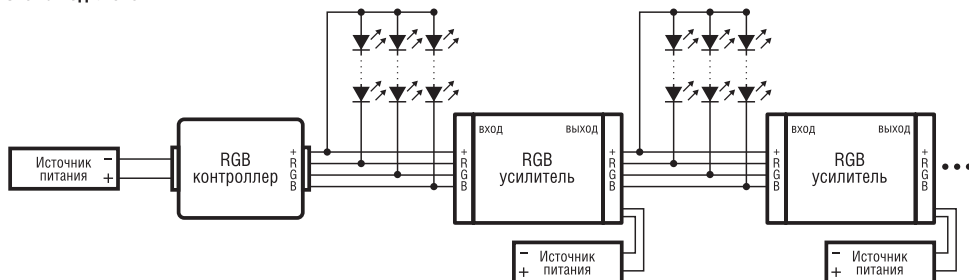 Источник
питания
−
+
RGB
контроллер
+
R
G
B
вход
выход
RGB
усилитель
+
R
G
B
+
R
G
B
−
+
Источник
питания
вход
выход
RGB
усилитель
+
R
G
B
+
R
G
B
−
+
Источник
питания